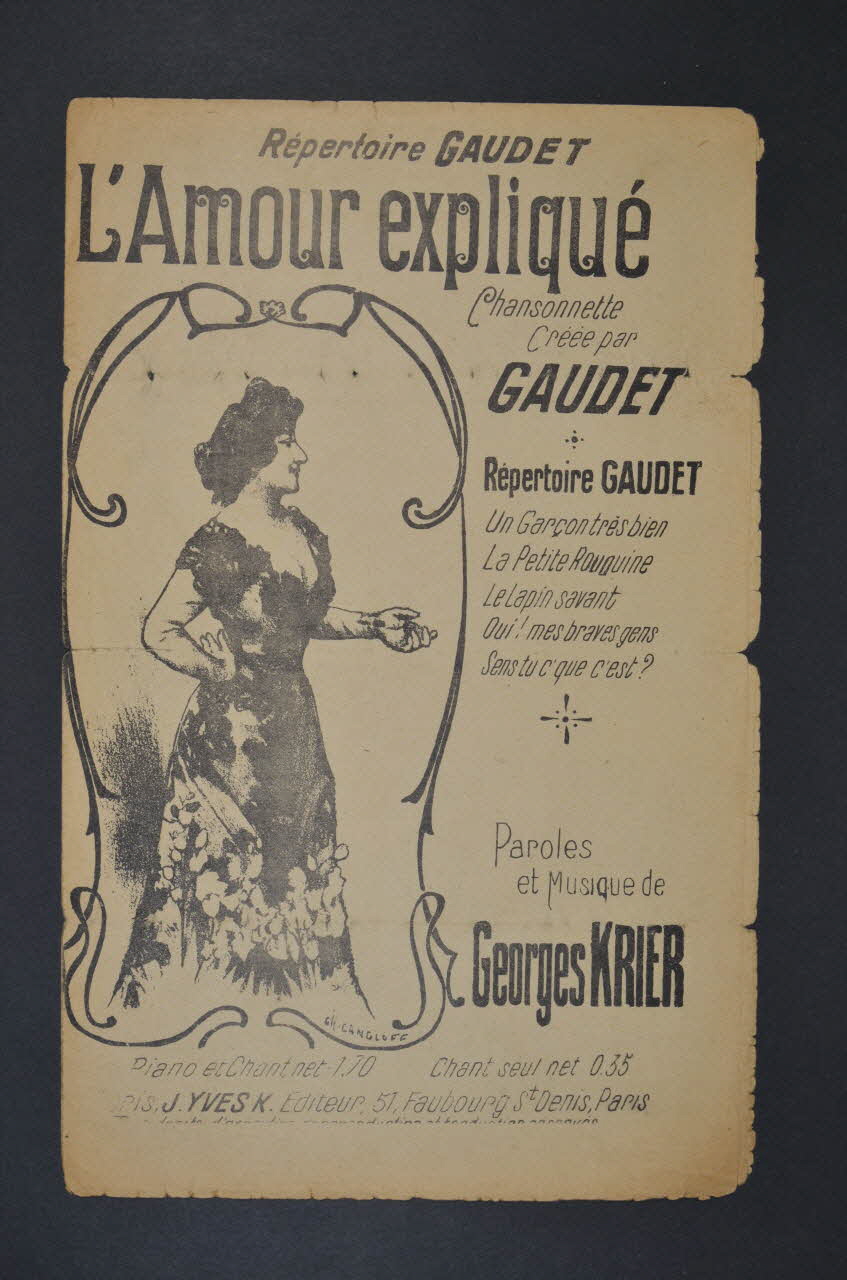 Répertoire GAUDET
L'Amour expliqué
Chansonnette
Créée par
GAUDET
Répertoire GAUDET
Un Garçon très bien
La Petite Rouquine
Le Lapin savant
Oui! mes braves gens
Sens tu c'que c'est?
Paroles
et Musique de
Georges KRIER
Piano et Chant net 1,70 Chant seul net 0.35
J. YVES K. Editeur, 51, Faubourg St Denis, Paris